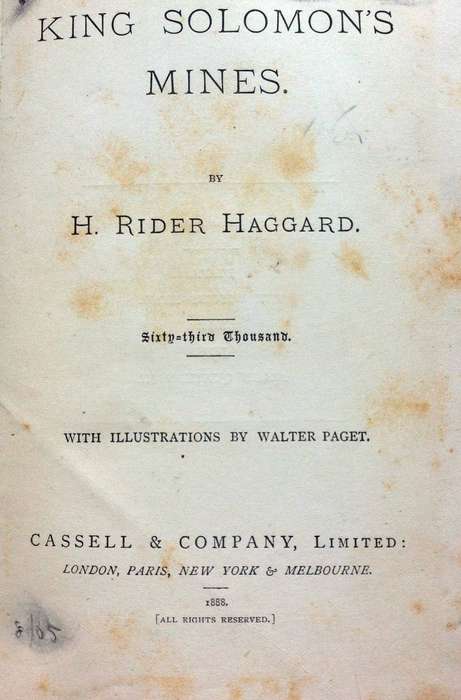 KING SOLOMON'S
MINES.
BY
H. RIDER HAGGARD.
Sixty=third Thousand.
WITH ILLUSTRATIONS BY WALTER PAGET.
CASSELL & COMPANY, LIMITED:
LONDON, PARIS, NEW YORK & MELBOURNE.
1888.
[ALL RIGHTS RESERVED.]